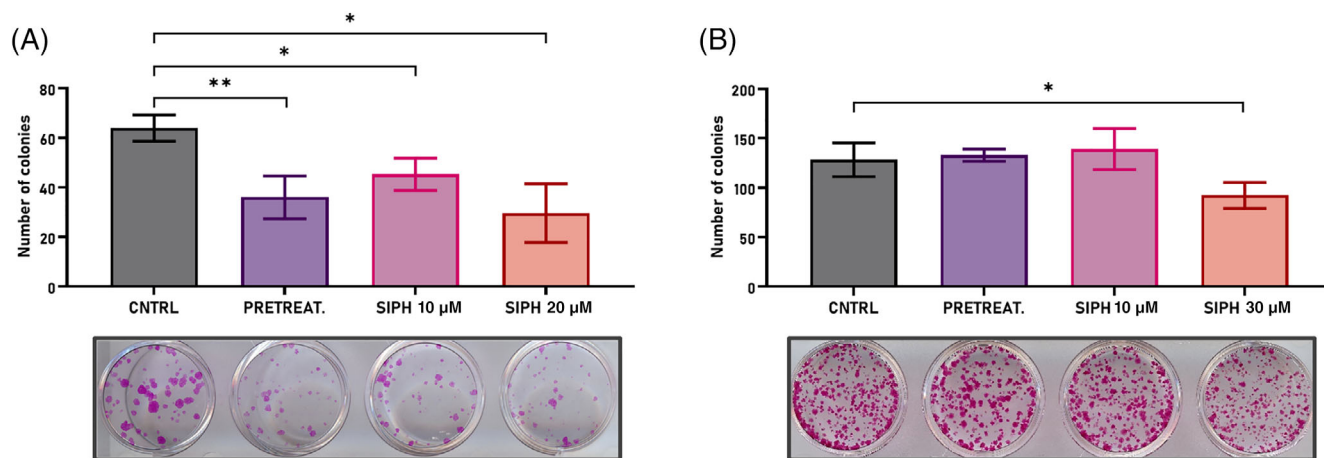 (A)
*
*
**
Number of colonies
80
60
40
20
0
CNTRL PRETREAT. SIPH 10 µM SIPH 20 µM
(B)
*
Number of colonies
200
150
100
50
0
CNTRL PRETREAT. SIPH 10 µM SIPH 30 µM